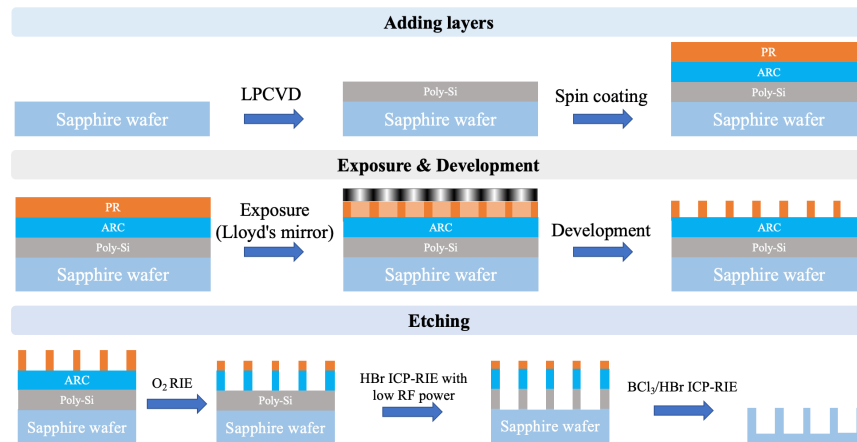 Adding layers
PR
ARC
LPCVD
Poly-Si
Spin coating
Poly-Si
Sapphire wafer
Sapphire wafer
Sapphire wafer
Exposure & Development
PR
Exposure
(Lloyd's mirror)
Development
ARC
ARC
ARC
Poly-Si
Poly-Si
Poly-Si
Sapphire wafer
Sapphire wafer
Sapphire wafer
Etching
ARC
O₂ RIE
HBr ICP-RIE with
low RF power
BCl₃/HBr ICP-RIE
Poly-Si
Poly-Si
Sapphire wafer
Sapphire wafer
Sapphire wafer